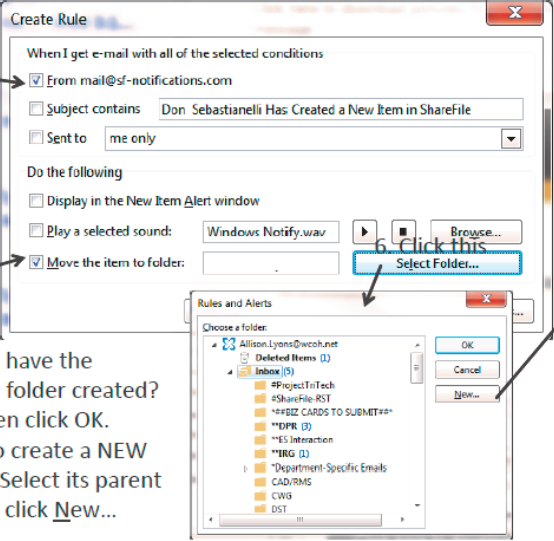 Create Rule
When I get e-mail with all of the selected conditions
From mail@sf-notifications.com
Subject contains Don Sebastianelli Has Created a New Item in ShareFile
Sent to me only
Do the following
Display in the New Item Alert window
Play a selected sound: Windows Notify.wav Browse...
6. Click this
Move the item to folder: Select Folder...
Rules and Alerts
Choose a folder:
Allison.Lyons@wcoh.net
Deleted Items (1)
Inbox (5)
#ProjectTriTech
#ShareFile-RST
*##BIZ CARDS TO SUBMIT##*
**DPR (3)
**ES Interaction
**IRG (1)
*Department-Specific Emails
CAD/RMS
CWG
DST
OK
Cancel
New...
have the
folder created?
en click OK.
o create a NEW
Select its parent
click New...